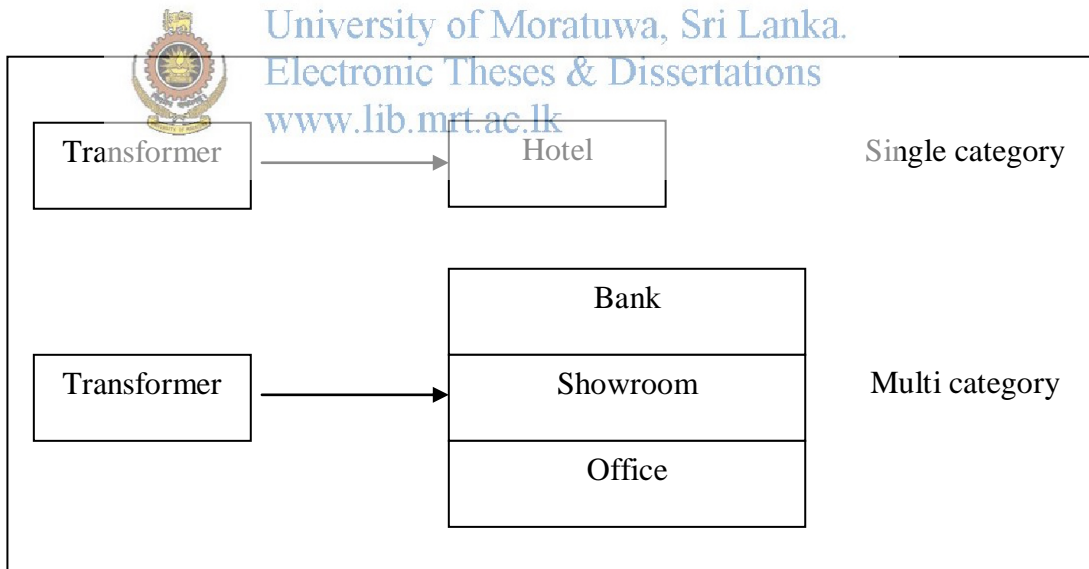 University of Moratuwa, Sri Lanka.
Electronic Theses & Dissertations
www.lib.mrt.ac.lk
Transformer Hotel Single category
Bank
Transformer Showroom Multi category
Office